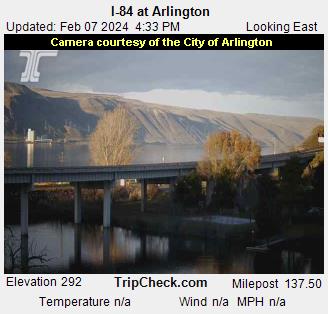 I-84 at Arlington
Updated: Feb 07 2024 4:33 PM Looking East
Camera courtesy of the City of Arlington
Elevation 292 TripCheck.com Milepost 137.50
Temperature n/a Wind n/a MPH n/a